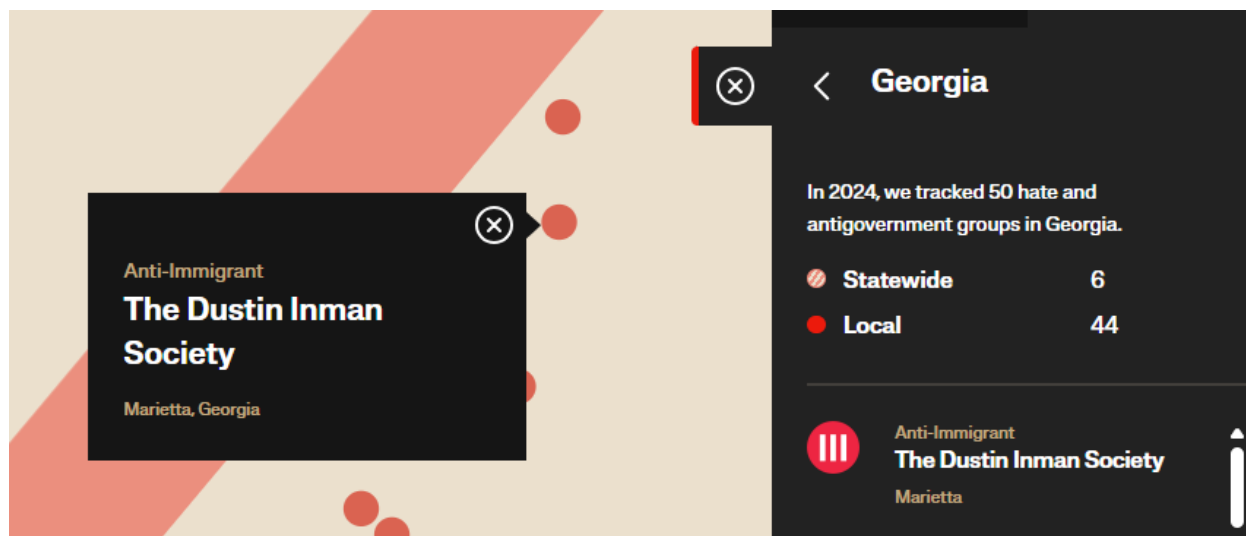 Anti-Immigrant
The Dustin Inman
Society
Marietta, Georgia
Georgia
In 2024, we tracked 50 hate and
antigovernment groups in Georgia.
Statewide 6
Local 44
Anti-Immigrant
The Dustin Inman Society
Marietta